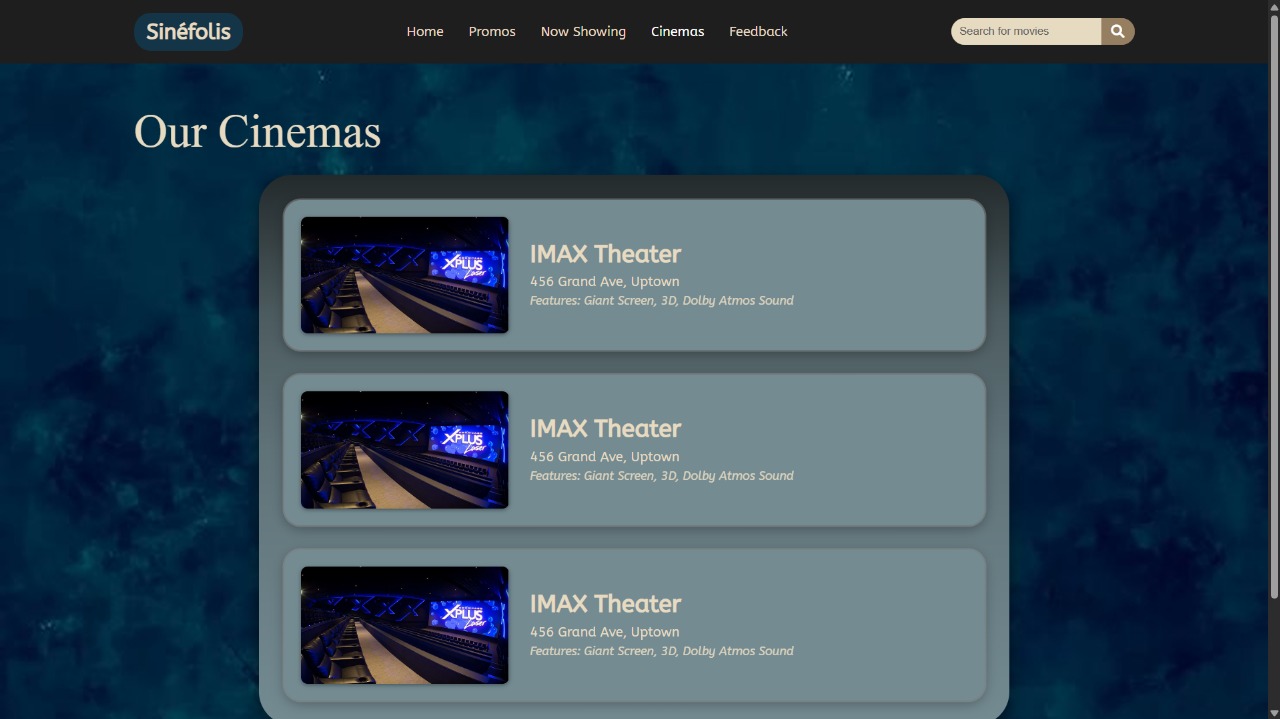 Sinéfolis
Home
Promos
Now Showing
Cinemas
Feedback
Search for movies
Our Cinemas
XPLUS
Laser
IMAX Theater
456 Grand Ave, Uptown
Features: Giant Screen, 3D, Dolby Atmos Sound
XPLUS
Laser
IMAX Theater
456 Grand Ave, Uptown
Features: Giant Screen, 3D, Dolby Atmos Sound
XPLUS
Laser
IMAX Theater
456 Grand Ave, Uptown
Features: Giant Screen, 3D, Dolby Atmos Sound